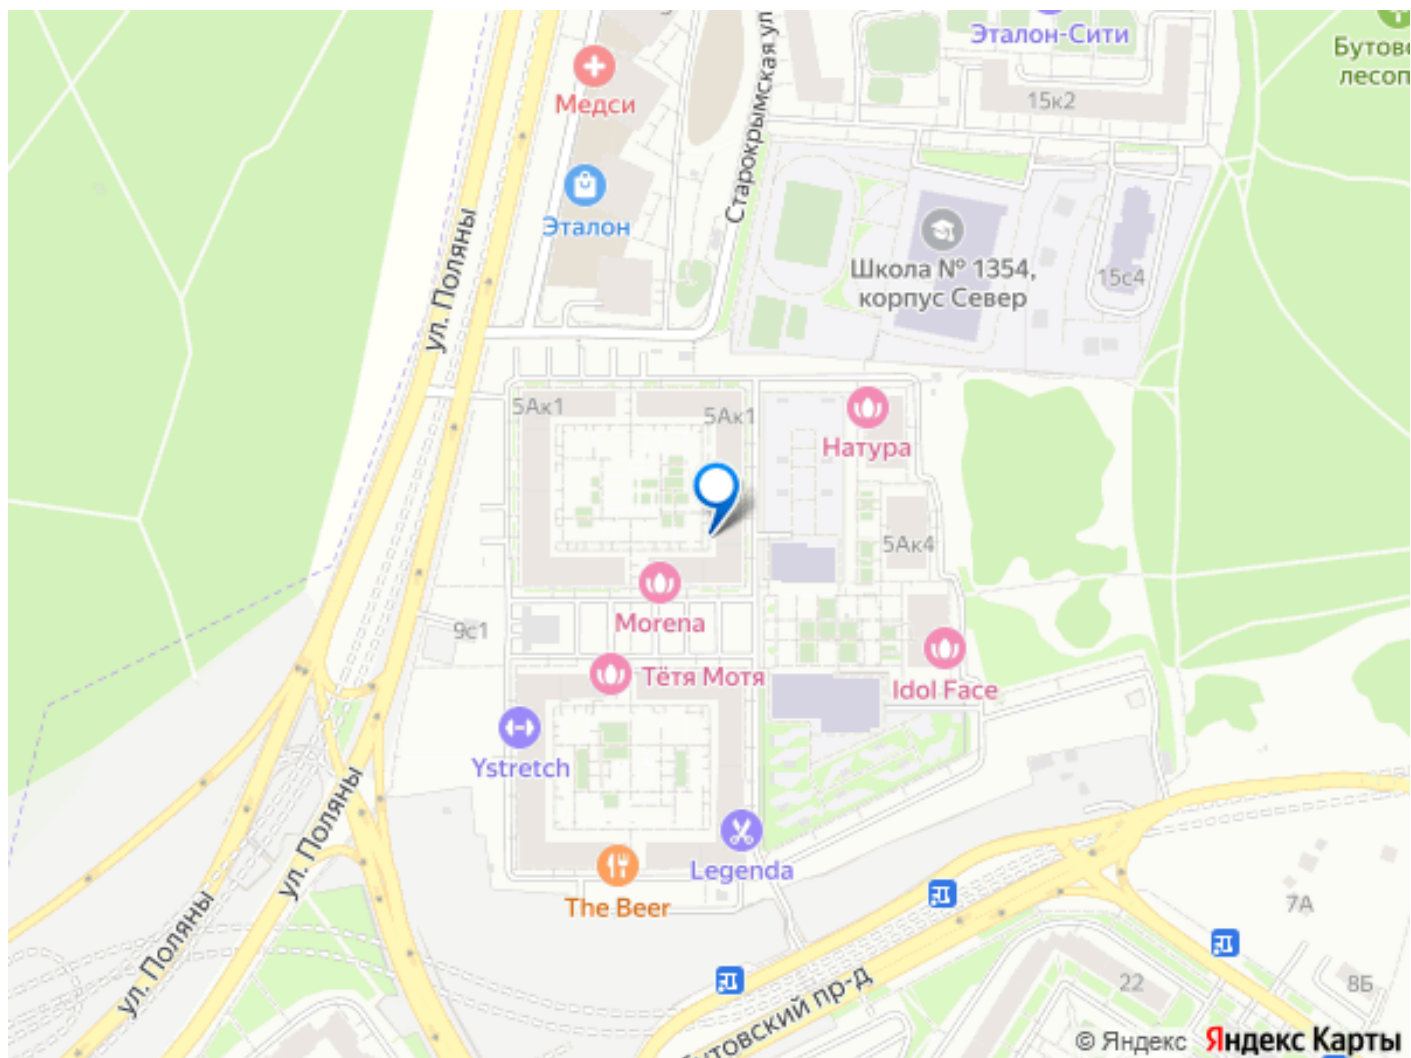 Эталон-Сити
Бутовс
лесоп
Медси
15к2
Старокрымская ул
Эталон
ул. Поляны
Школа № 1354,
корпус Север
15с4
5Ак1
5Ак1
Натура
5Ак4
Morena
9с1
Тётя Мотя
Idol Face
Ystretch
ул. Поляны
Legenda
The Beer
ул. Поляны
7А
22
8Б
утовский пр-д
© Яндекс Яндекс Карты